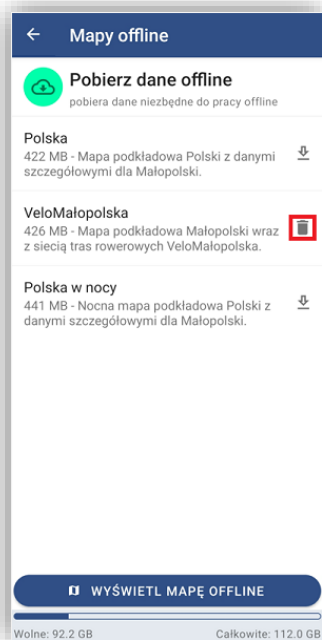 Mapy offline
Pobierz dane offline
pobiera dane niezbędne do pracy offline
Polska
422 MB - Mapa podkładowa Polski z danymi
szczegółowymi dla Małopolski.
VeloMałopolska
426 MB - Mapa podkładowa Małopolski wraz
z siecią tras rowerowych VeloMałopolska.
Polska w nocy
441 MB - Nocna mapa podkładowa Polski z
danymi szczegółowymi dla Małopolski.
WYŚWIETL MAPĘ OFFLINE
Wolne: 92.2 GB
Całkowite: 112.0 GB